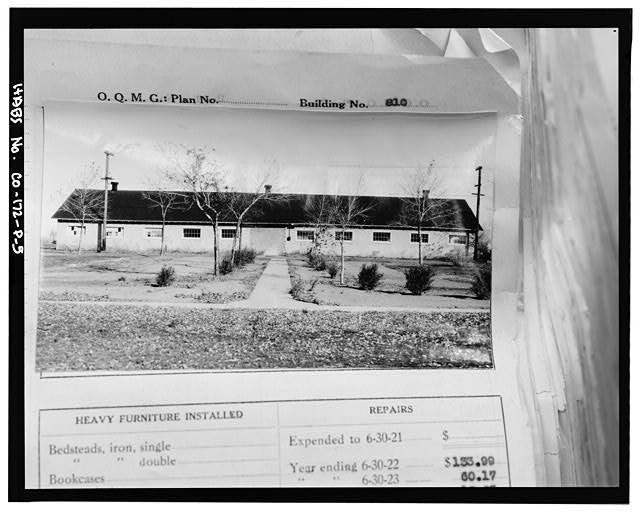 HABS No. CO-172-P-5
O. Q. M. G.: Plan No. Building No. 810
HEAVY FURNITURE INSTALLED
Bedsteads, iron, single
" " double
Bookcases
REPAIRS
Expended to 6-30-21 $
Year ending 6-30-22 $133.99
" " 6-30-23 60.17